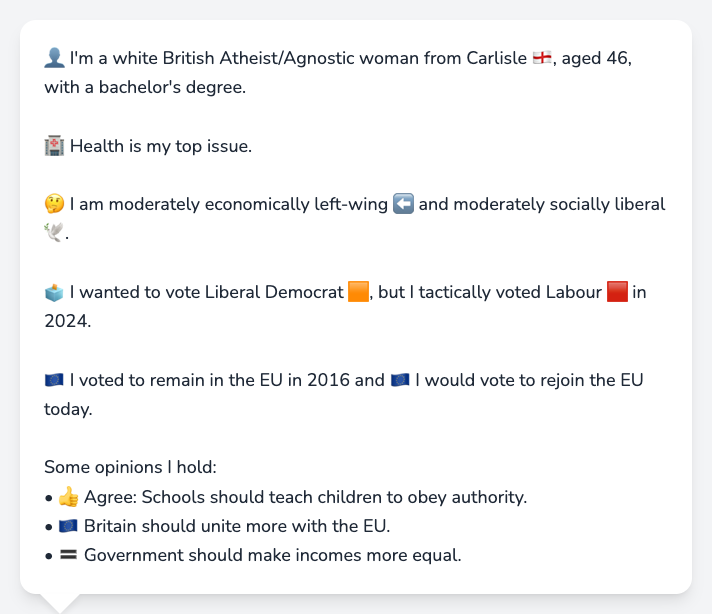 👤 I'm a white British Atheist/Agnostic woman from Carlisle 🏴󠁧󠁢󠁥󠁮󠁧󠁿, aged 46,
with a bachelor's degree.
🏥 Health is my top issue.
🤔 I am moderately economically left-wing ⬅️ and moderately socially liberal
🕊️.
🗳️ I wanted to vote Liberal Democrat 🟧, but I tactically voted Labour 🟥 in
2024.
🇪🇺 I voted to remain in the EU in 2016 and 🇪🇺 I would vote to rejoin the EU
today.
Some opinions I hold:
• 👍 Agree: Schools should teach children to obey authority.
• 🇪🇺 Britain should unite more with the EU.
• 🟰 Government should make incomes more equal.